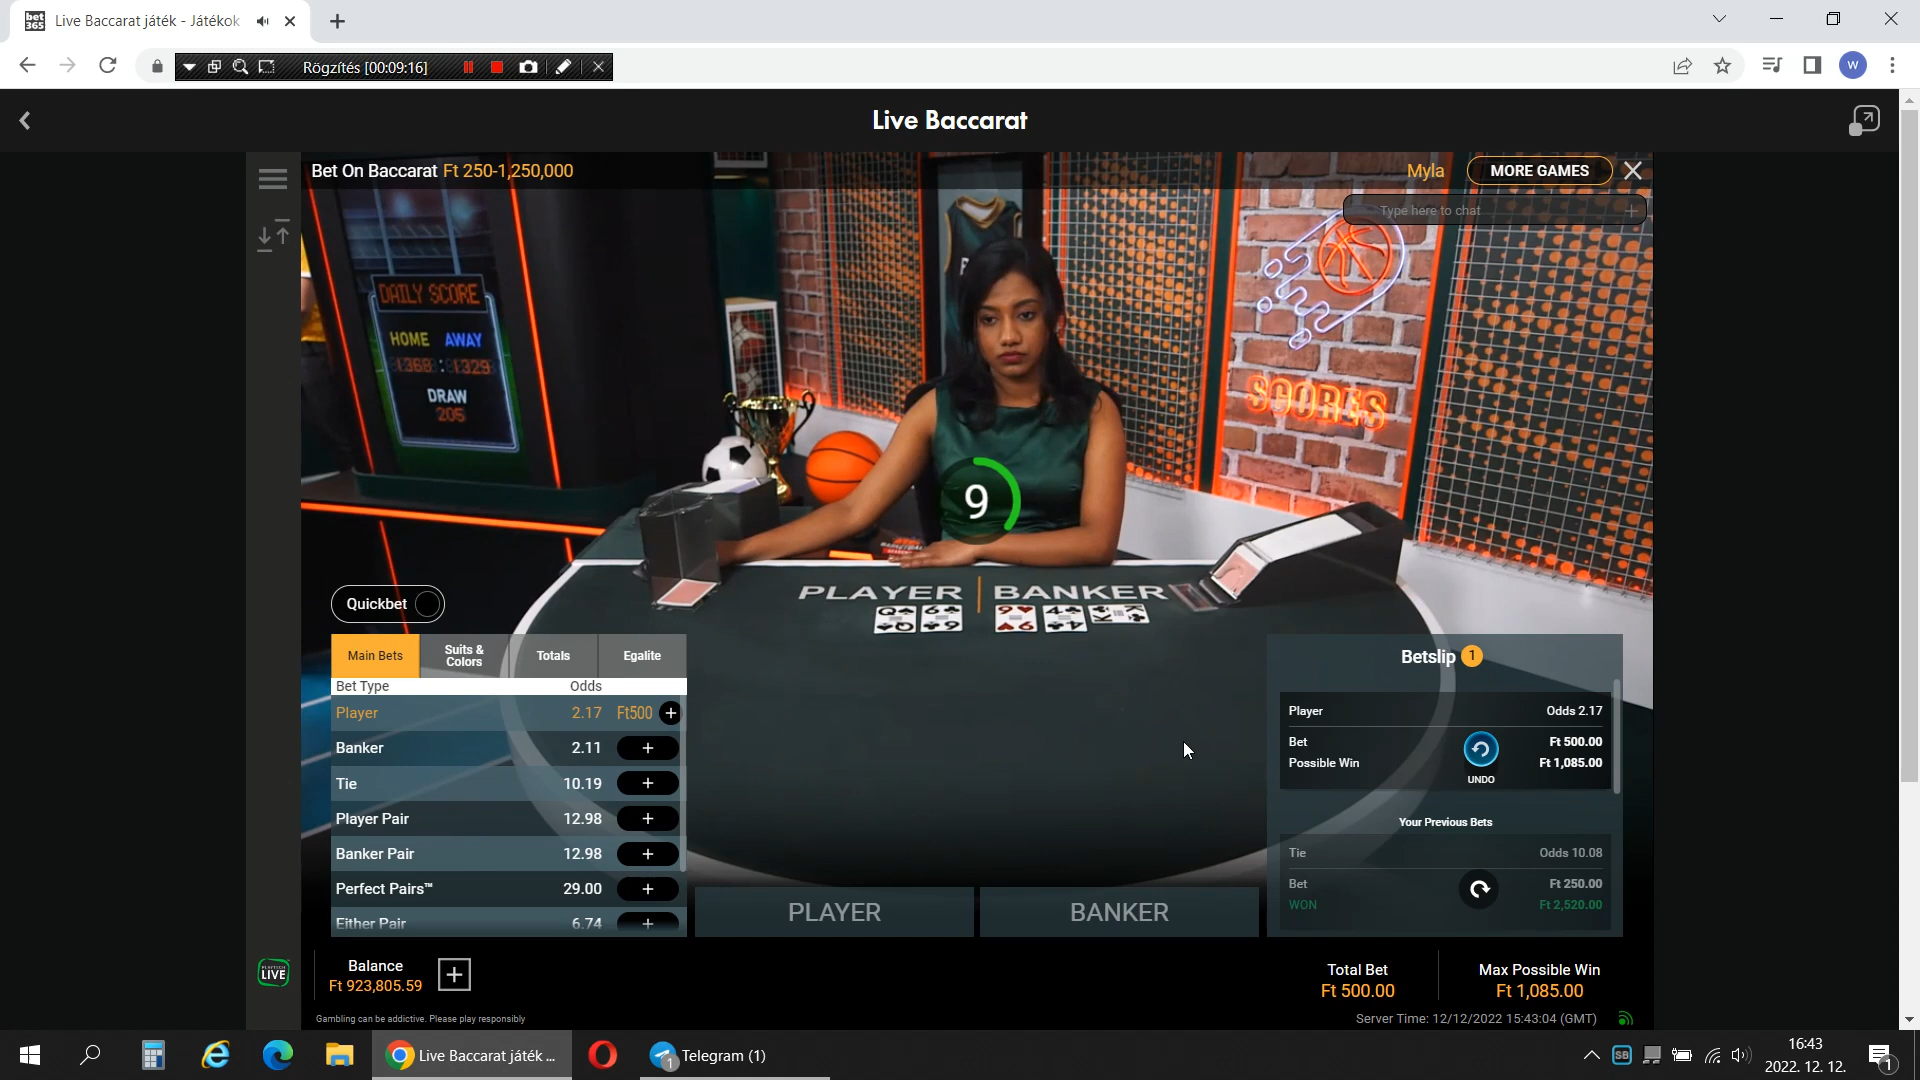 bet365
Live Baccarat játék - Játékok
Rögzítés [00:09:16]
W
Live Baccarat
Bet On Baccarat Ft 250-1,250,000
Myla
MORE GAMES
Type here to chat
DAILY SCORE
HOME AWAY
1368 : 1329
DRAW
205
SCORES
9
PLAYER | BANKER
Quickbet
Main Bets
Suits & Colors
Totals
Egalite
Bet Type Odds
Player 2.17 Ft500 +
Banker 2.11 +
Tie 10.19 +
Player Pair 12.98 +
Banker Pair 12.98 +
Perfect Pairs™ 29.00 +
Either Pair 6.74 +
PLAYER
BANKER
Betslip 1
Player Odds 2.17
Bet Ft 500.00
Possible Win Ft 1,085.00
UNDO
Your Previous Bets
Tie Odds 10.08
Bet Ft 250.00
WON Ft 2,520.00
LIVE
Balance
Ft 923,805.59
Total Bet
Ft 500.00
Max Possible Win
Ft 1,085.00
Gambling can be addictive. Please play responsibly
Server Time: 12/12/2022 15:43:04 (GMT)
Live Baccarat játék ...
Telegram (1)
1
SB
16:43
2022. 12. 12.
1